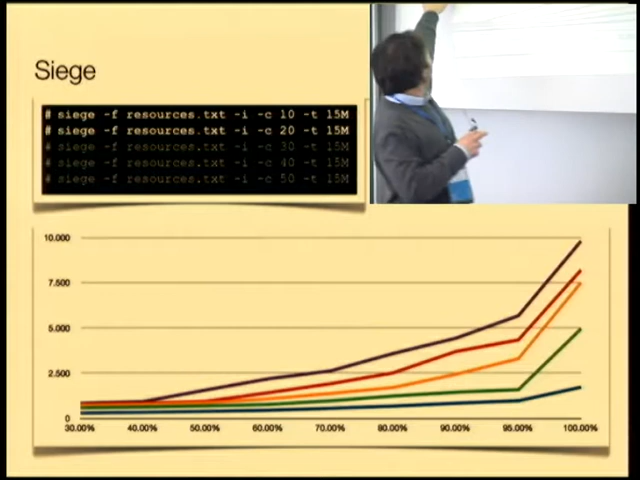 Siege
# siege -f resources.txt -i -c 10 -t 15M
# siege -f resources.txt -i -c 20 -t 15M
# siege -f resources.txt -i -c 30 -t 15M
# siege -f resources.txt -i -c 40 -t 15M
# siege -f resources.txt -i -c 50 -t 15M
10.000
7.500
5.000
2.500
0
30.00% 40.00% 50.00% 60.00% 70.00% 80.00% 90.00% 95.00% 100.00%